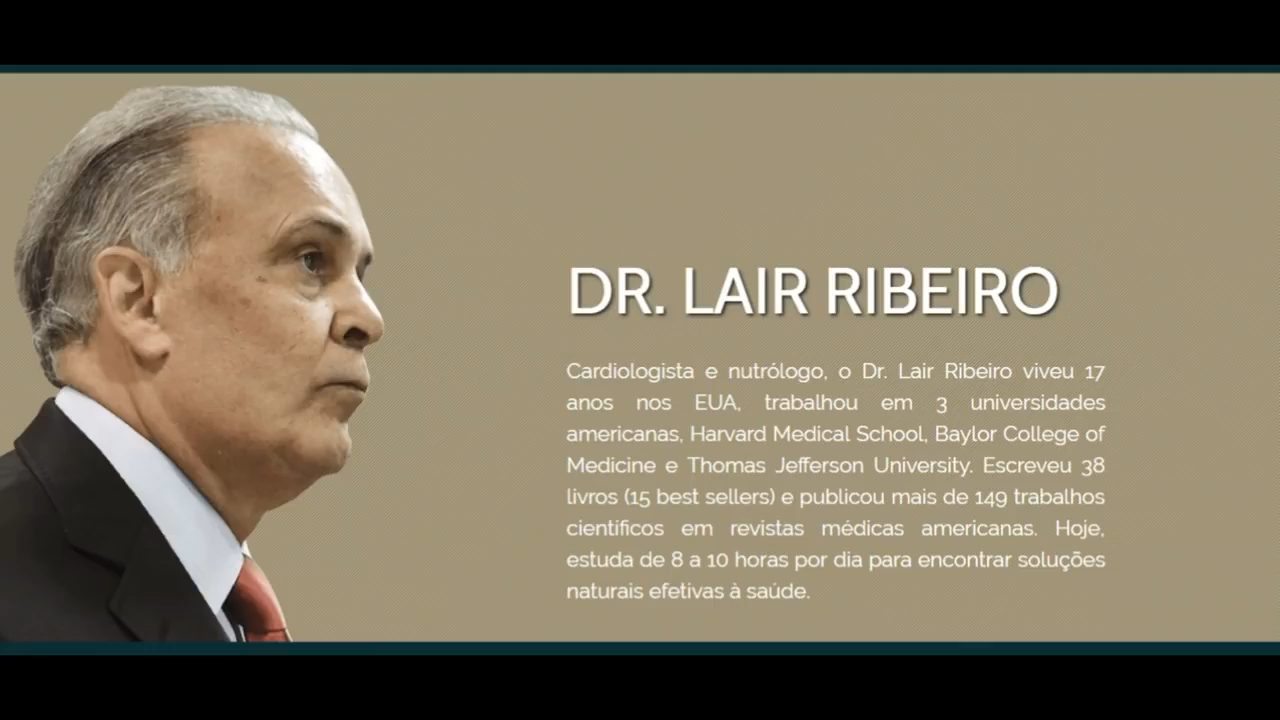 DR. LAIR RIBEIRO
Cardiologista e nutrólogo, o Dr. Lair Ribeiro viveu 17
anos nos EUA, trabalhou em 3 universidades
americanas, Harvard Medical School, Baylor College of
Medicine e Thomas Jefferson University. Escreveu 38
livros (15 best sellers) e publicou mais de 149 trabalhos
científicos em revistas médicas americanas. Hoje,
estuda de 8 a 10 horas por dia para encontrar soluções
naturais efetivas à saúde.